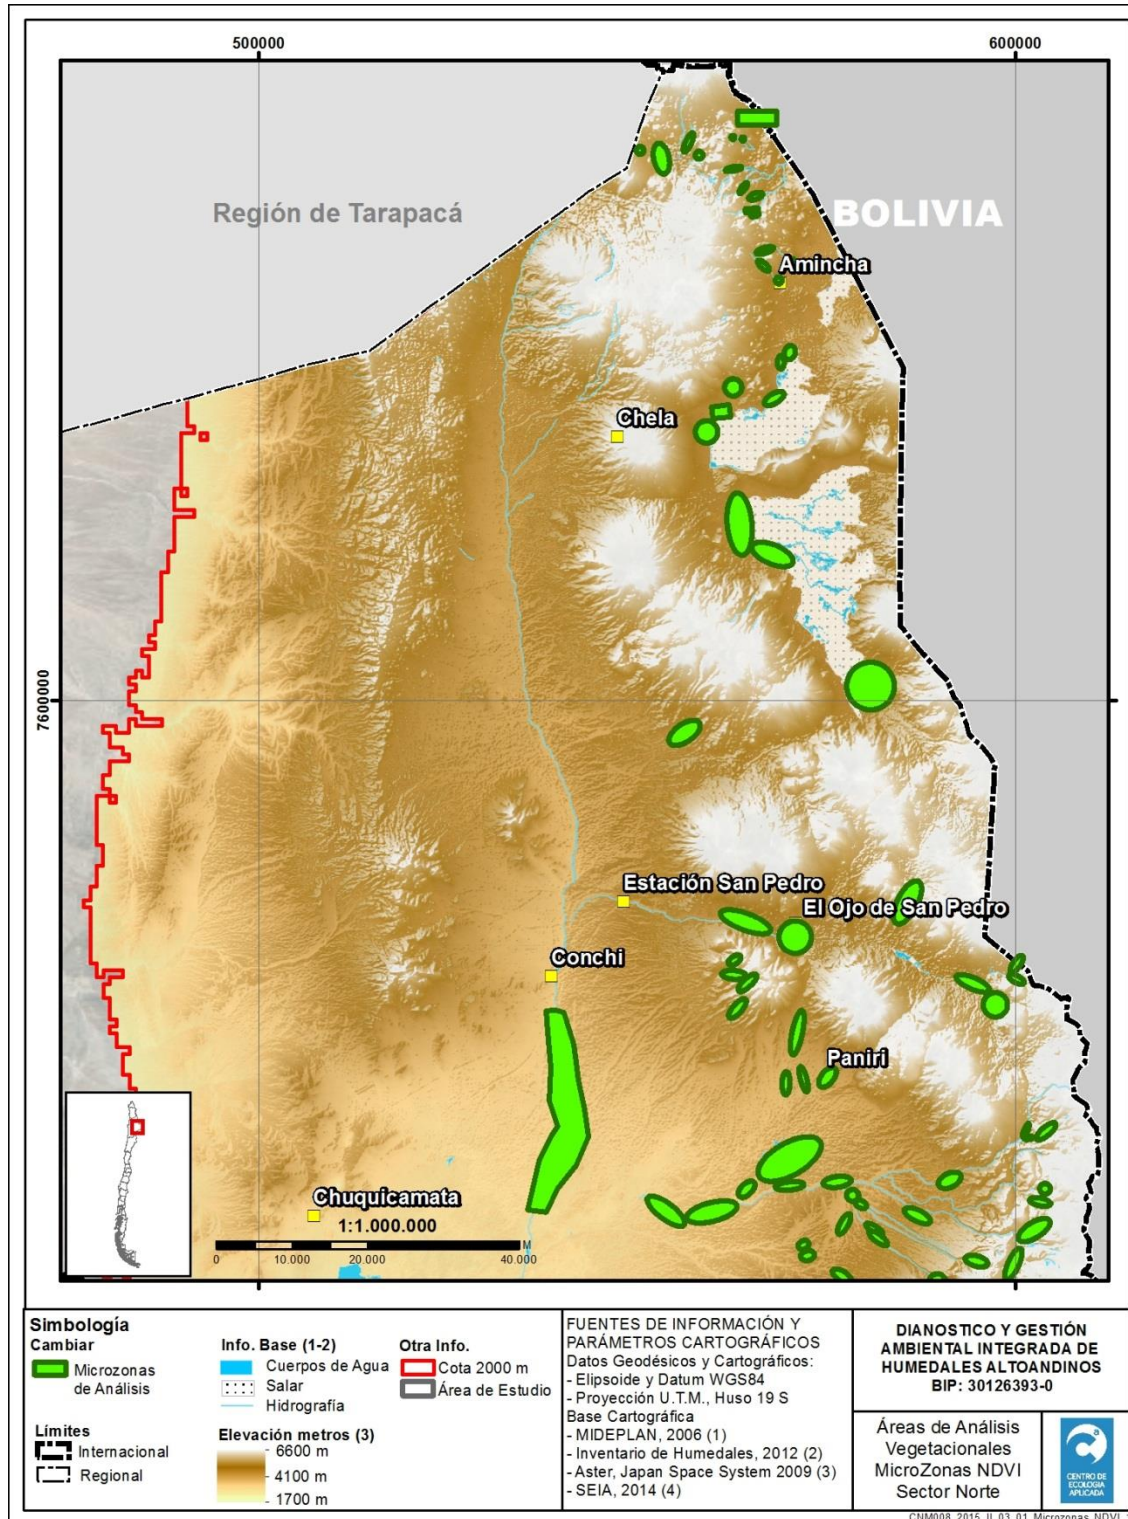 500000
600000
Región de Tarapacá
BOLIVIA
Amincha
Chela
7600000
Estación San Pedro
El Ojo de San Pedro
Conchi
Paniri
Chuquicamata
1:1.000.000
M
0 10.000 20.000 40.000
Simbología
Cambiar
Microzonas
de Análisis
Límites
Internacional
Regional
Info. Base (1-2)
Cuerpos de Agua
Salar
Hidrografía
Elevación metros (3)
6600 m
4100 m
1700 m
Otra Info.
Cota 2000 m
Área de Estudio
FUENTES DE INFORMACIÓN Y
PARÁMETROS CARTOGRÁFICOS
Datos Geodésicos y Cartográficos:
- Elipsoide y Datum WGS84
- Proyección U.T.M., Huso 19 S
Base Cartográfica
- MIDEPLAN, 2006 (1)
- Inventario de Humedales, 2012 (2)
- Aster, Japan Space System 2009 (3)
- SEIA, 2014 (4)
DIANOSTICO Y GESTIÓN
AMBIENTAL INTEGRADA DE
HUMEDALES ALTOANDINOS
BIP: 30126393-0
Áreas de Análisis
Vegetacionales
MicroZonas NDVI
Sector Norte
CENTRO DE
ECOLOGIA
APLICADA